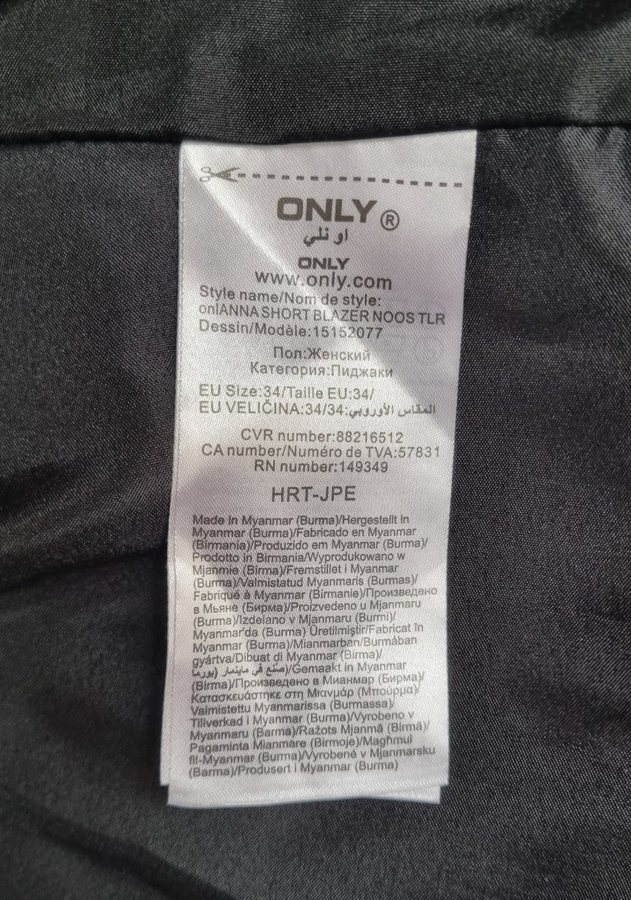 ONLY®
اونلي
ONLY
www.only.com
Style name/Nom de style:
onlANNA SHORT BLAZER NOOS TLR
Dessin/Modèle:15152077
Пол:Женский
Категория:Пиджаки
EU Size:34/Taille EU:34/
EU VELIČINA:34/34:المقاس الأوروبي
CVR number:88216512
CA number/Numéro de TVA:57831
RN number:149349
HRT-JPE
Made in Myanmar (Burma)/Hergestellt in
Myanmar (Burma)/Fabricado en Myanmar
(Birmania)/Produzido em Myanmar (Burma)/
Prodotto in Birmania/Wyprodukowano w
Mjanmie (Birma)/Fremstillet i Myanmar
(Burma)/Valmistatud Myanmaris (Burmas)/
Fabriqué à Myanmar (Birmanie)/Произведено
в Мьяне (Бирма)/Proizvedeno u Mjanmaru
(Burma)/Izdelano v Mjanmaru (Burmi)/
Myanmar'da (Burma) Üretilmiştir/Fabricat în
Myanmar (Burma)/Mianmarban/Burmában
gyártva/Dibuat di Myanmar (Birma)/
صنع في ماينمار (بورما)/Gemaakt in Myanmar
(Birma)/Произведено в Мианмар (Бирма)/
Κατασκευάστηκε στη Μιανμάρ (Μπούρμα)/
Valmistettu Myanmarissa (Burmassa)/
Tillverkad i Myanmar (Burma)/Vyrobeno v
Myanmaru (Barmě)/Ražots Mjanmā (Birmā)/
Pagaminta Mianmare (Birmoje)/Magħmul
fil-Myanmar (Burma)/Vyrobené v Mjanmarsku
(Barma)/Produsert i Myanmar (Burma)